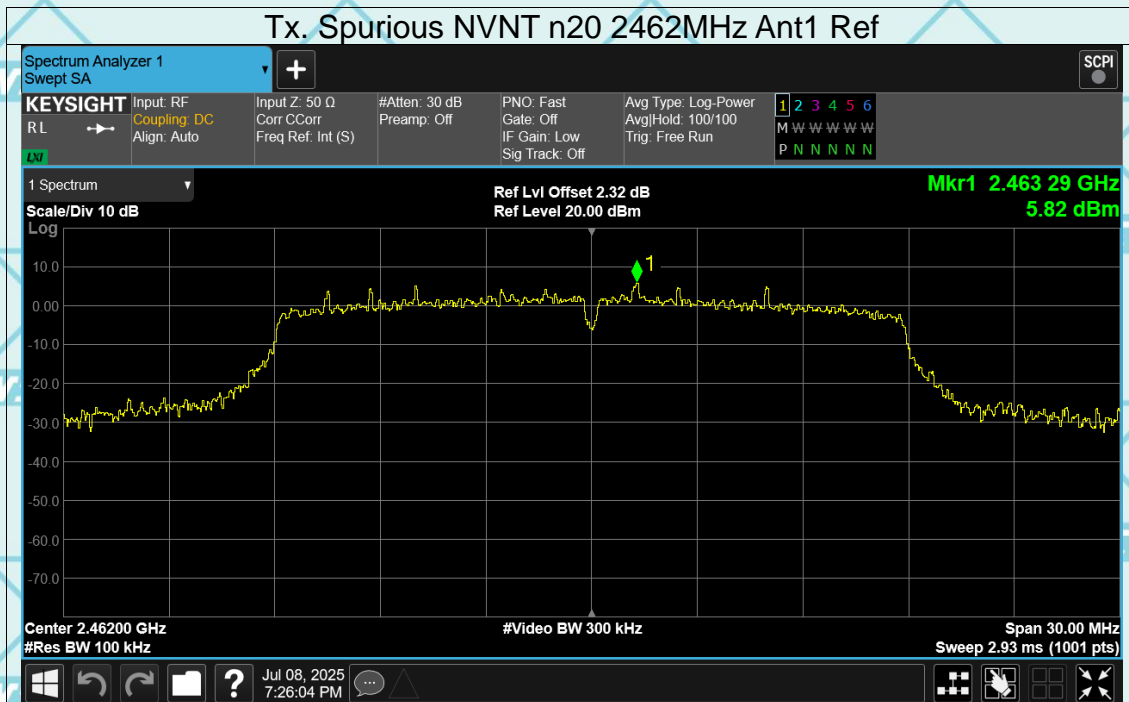 Tx. Spurious NVNT n20 2462MHz Ant1 Ref
Spectrum Analyzer 1
Swept SA
SCPI
KEYSIGHT
RL
LXI
Input: RF
Coupling: DC
Align: Auto
Input Z: 50 Ω
Corr CCorr
Freq Ref: Int (S)
#Atten: 30 dB
Preamp: Off
PNO: Fast
Gate: Off
IF Gain: Low
Sig Track: Off
Avg Type: Log-Power
Avg|Hold: 100/100
Trig: Free Run
1 2 3 4 5 6
M W W W W W
P N N N N N
1 Spectrum
Scale/Div 10 dB
Log
Ref Lvl Offset 2.32 dB
Ref Level 20.00 dBm
Mkr1 2.463 29 GHz
5.82 dBm
1
10.0
0.00
-10.0
-20.0
-30.0
-40.0
-50.0
-60.0
-70.0
Center 2.46200 GHz
#Res BW 100 kHz
#Video BW 300 kHz
Span 30.00 MHz
Sweep 2.93 ms (1001 pts)
?
Jul 08, 2025
7:26:04 PM